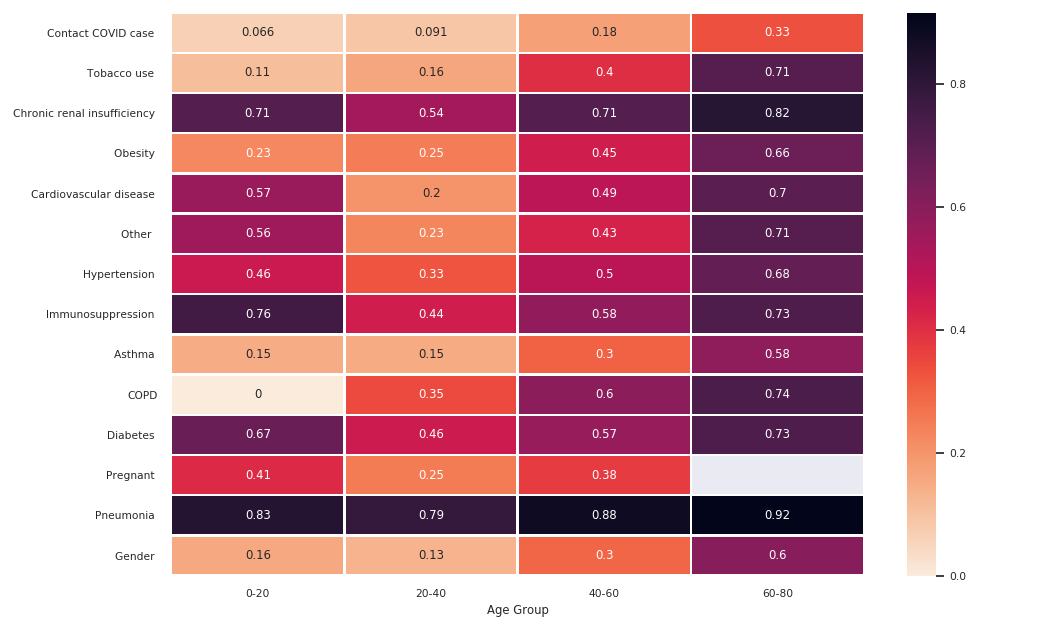 Contact COVID case 0.066 0.091 0.18 0.33
Tobacco use 0.11 0.16 0.4 0.71
0.8
Chronic renal insufficiency 0.71 0.54 0.71 0.82
Obesity 0.23 0.25 0.45 0.66
Cardiovascular disease 0.57 0.2 0.49 0.7
0.6
Other 0.56 0.23 0.43 0.71
Hypertension 0.46 0.33 0.5 0.68
Immunosuppression 0.76 0.44 0.58 0.73
0.4
Asthma 0.15 0.15 0.3 0.58
COPD 0 0.35 0.6 0.74
Diabetes 0.67 0.46 0.57 0.73
0.2
Pregnant 0.41 0.25 0.38
Pneumonia 0.83 0.79 0.88 0.92
Gender 0.16 0.13 0.3 0.6
0.0
0-20 20-40 40-60 60-80
Age Group